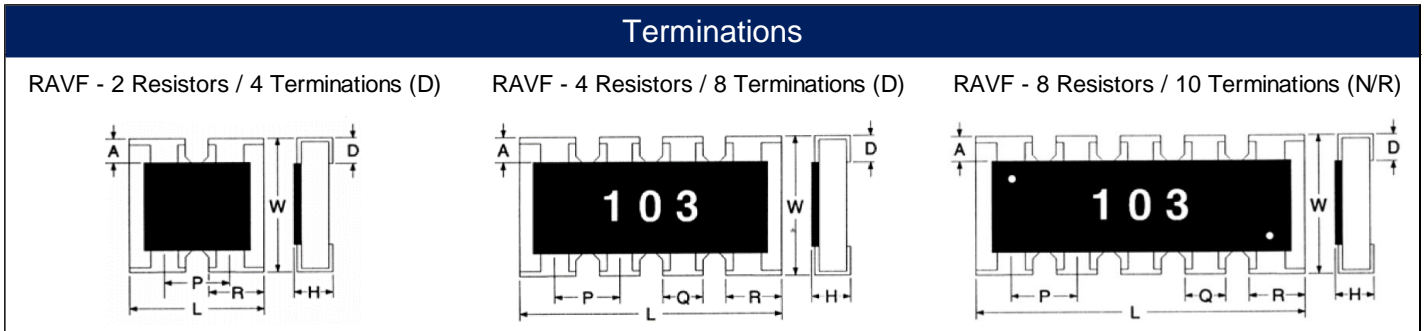 Terminations
RAVF - 2 Resistors / 4 Terminations (D)
RAVF - 4 Resistors / 8 Terminations (D)
RAVF - 8 Resistors / 10 Terminations (N/R)
A
D
W
P
R
H
L
A
D
103
W
P
Q
R
H
L
A
D
103
W
P
Q
R
H
L